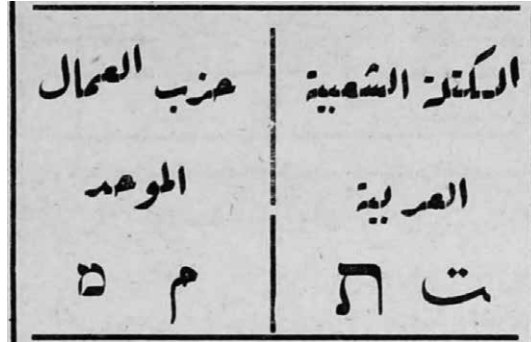 الكتلة الشعبية
العربية
ت ת
حزب العمال
الموحد
م מ